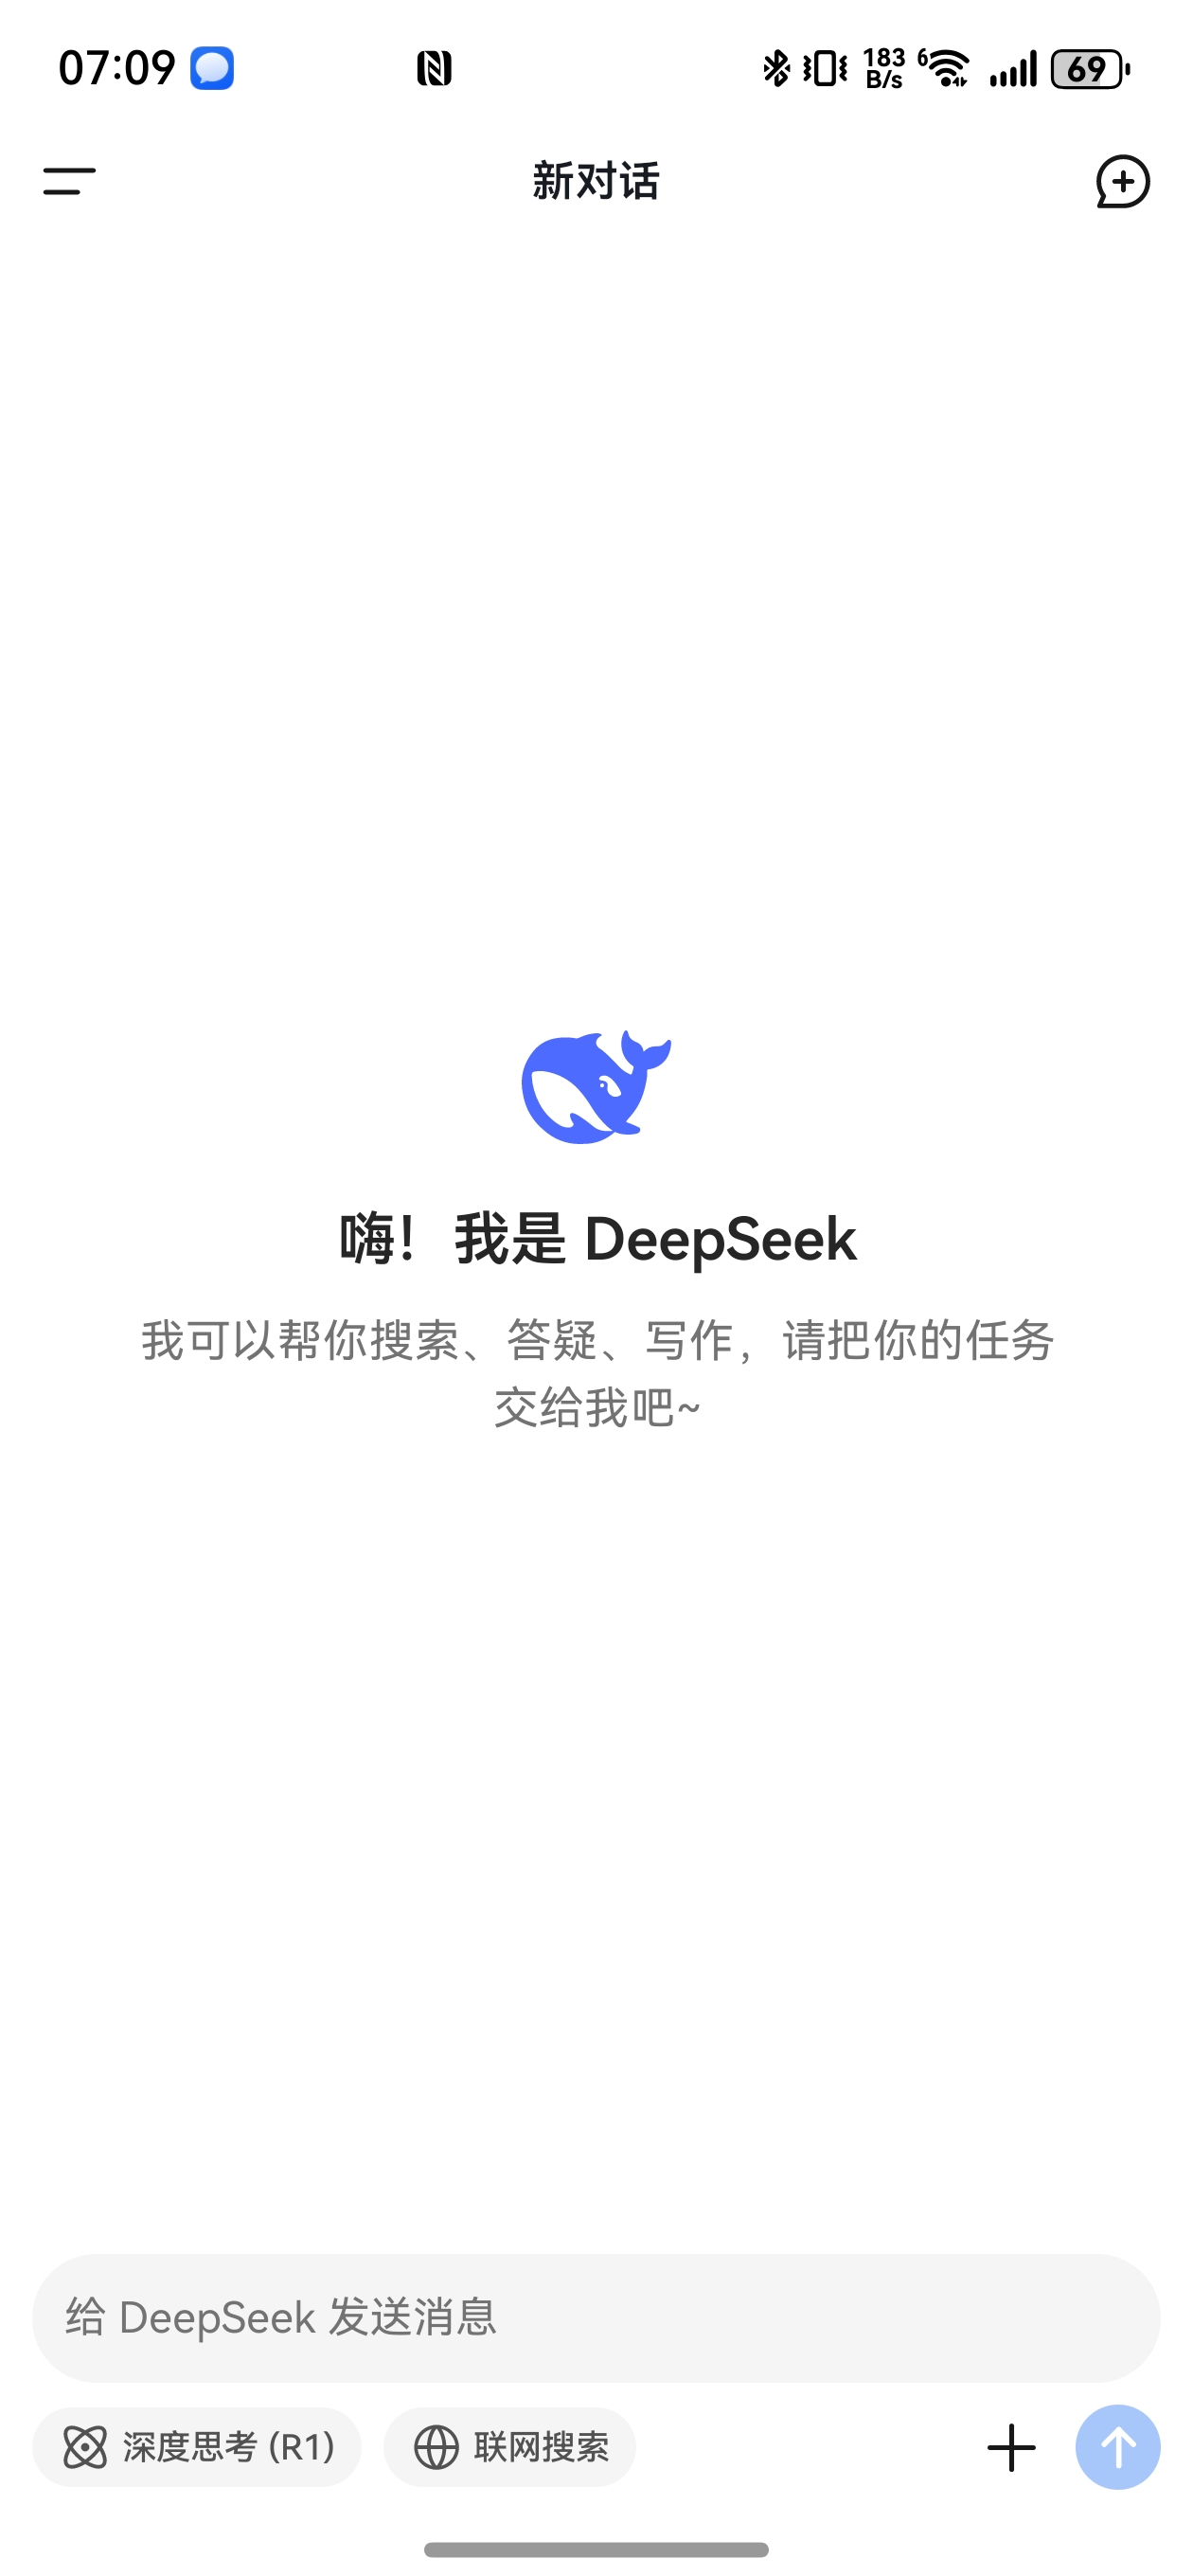 07:09
183 B/s
6
69
新对话
嗨！我是 DeepSeek
我可以帮你搜索、答疑、写作，请把你的任务
交给我吧~
给 DeepSeek 发送消息
深度思考 (R1)
联网搜索